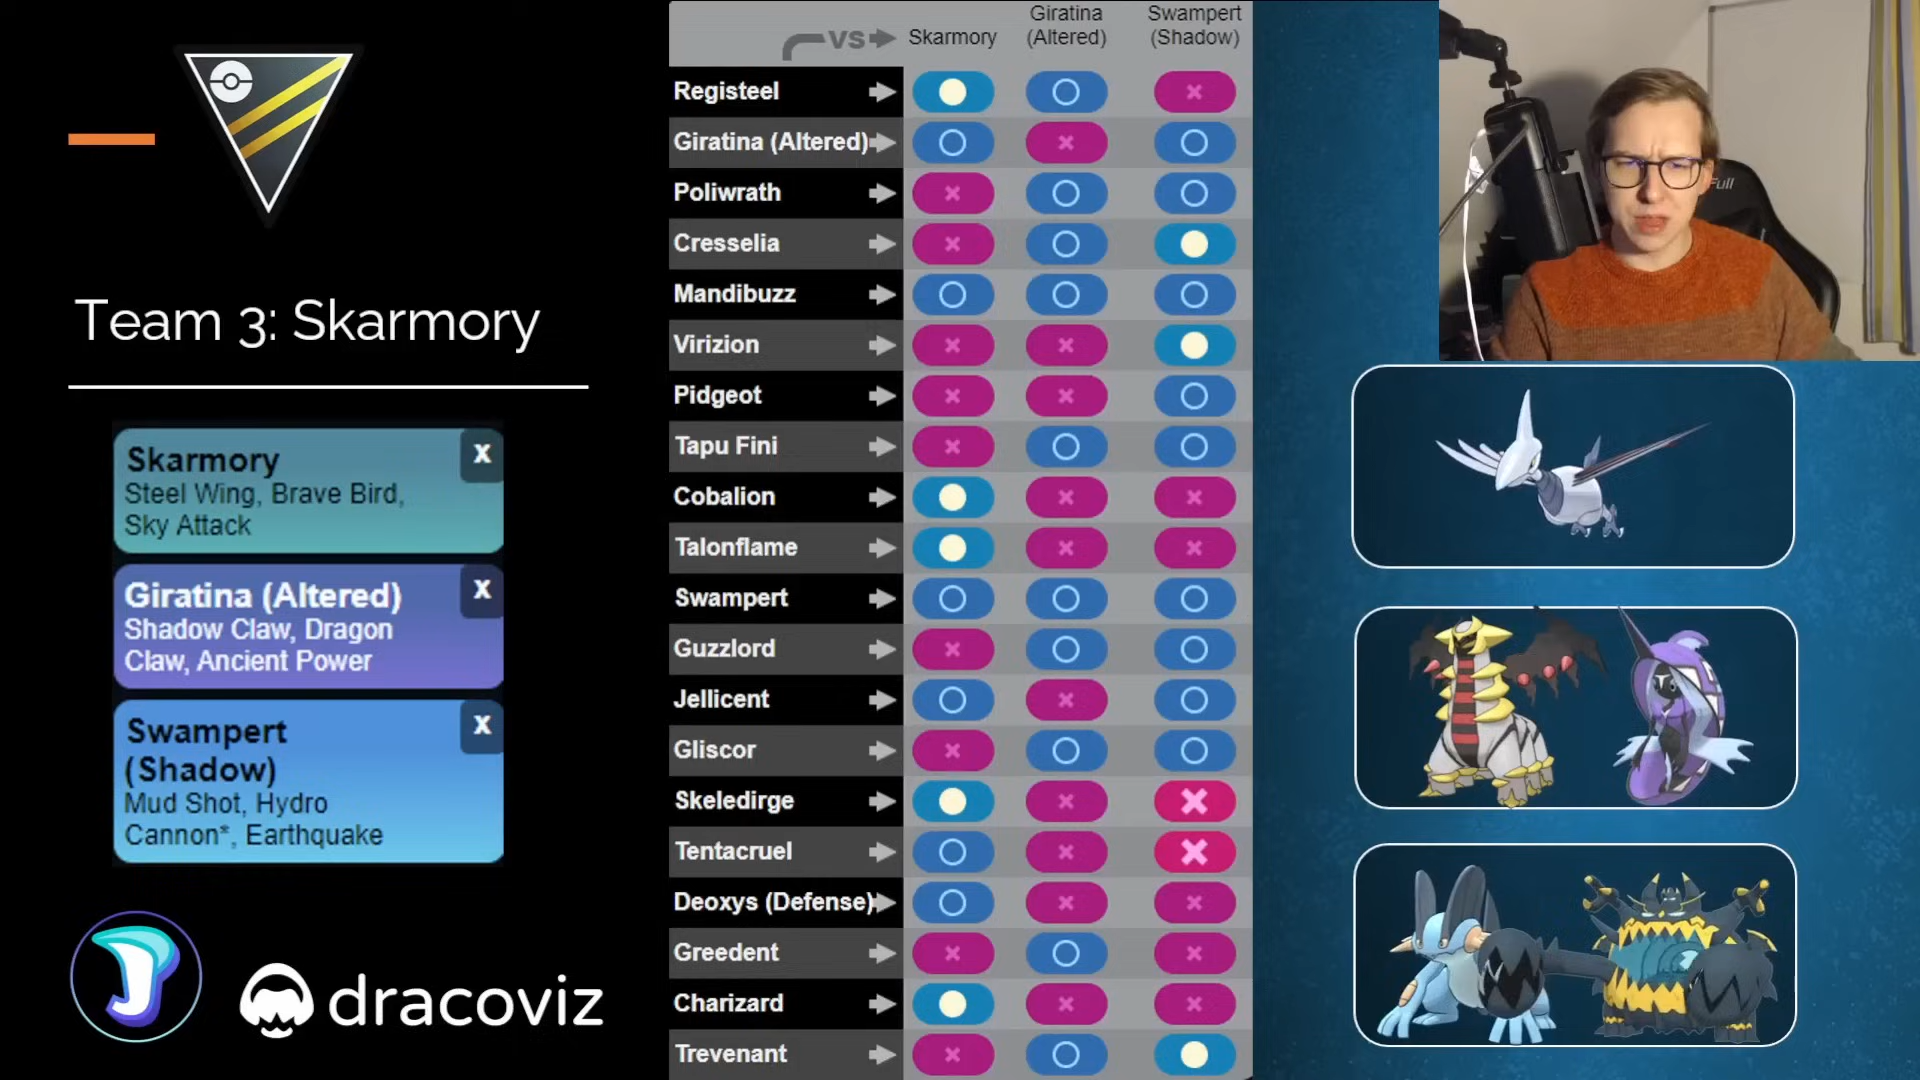 Team 3: Skarmory
Skarmory
X
Steel Wing, Brave Bird,
Sky Attack
Giratina (Altered)
X
Shadow Claw, Dragon
Claw, Ancient Power
Swampert
(Shadow)
X
Mud Shot, Hydro
Cannon*, Earthquake
dracoviz
VS
Skarmory
Giratina
(Altered)
Swampert
(Shadow)
Registeel
Giratina (Altered)
Poliwrath
Cresselia
Mandibuzz
Virizion
Pidgeot
Tapu Fini
Cobalion
Talonflame
Swampert
Guzzlord
Jellicent
Gliscor
Skeledirge
Tentacruel
Deoxys (Defense)
Greedent
Charizard
Trevenant
Full